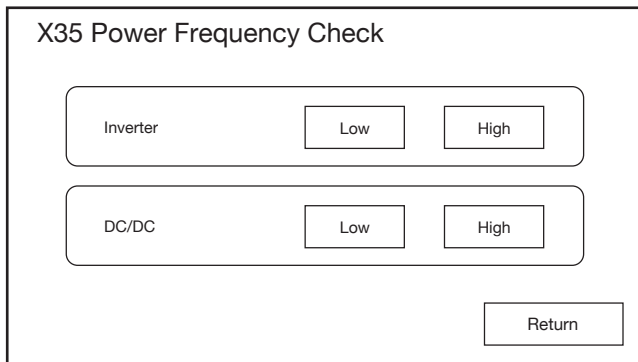 X35 Power Frequency Check
Inverter Low High
DC/DC Low High
Return